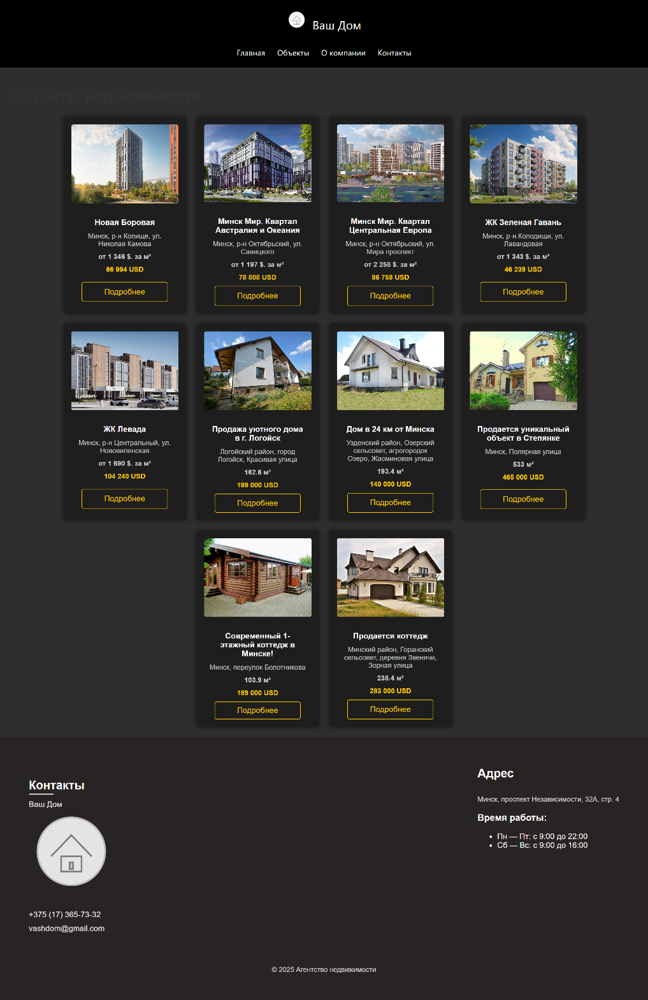 Ваш Дом
Главная Объекты О компании Контакты
Объекты недвижимости
Новая Боровая
Минск, р-н Копище, ул.
Николая Камова
от 1 346 $. за м²
66 994 USD
Подробнее
Минск Мир. Квартал
Австралия и Океания
Минск, р-н Октябрьский, ул.
Савицкого
от 1 197 $. за м²
78 808 USD
Подробнее
Минск Мир. Квартал
Центральная Европа
Минск, р-н Октябрьский, ул.
Мира проспект
от 2 258 $. за м²
86 758 USD
Подробнее
ЖК Зеленая Гавань
Минск, р-н Колодищи, ул.
Лавандовая
от 1 343 $. за м²
46 239 USD
Подробнее
ЖК Левада
Минск, р-н Центральный, ул.
Нововиленская
от 1 690 $. за м²
104 240 USD
Подробнее
Продажа уютного дома
в г. Логойск
Логойский район, город
Логойск, Красивая улица
162.6 м²
199 000 USD
Подробнее
Дом в 24 км от Минска
Узденский район, Озерский
сельсовет, агрогородок
Озеро, Жасминовая улица
193.4 м²
140 000 USD
Подробнее
Продается уникальный
объект в Степянке
Минск, Полярная улица
533 м²
465 000 USD
Подробнее
Современный 1-
этажный коттедж в
Минске!
Минск, переулок Болотникова
103.9 м²
189 000 USD
Подробнее
Продается коттедж
Минский район, Горанский
сельсовет, деревня Звенячи,
Зорная улица
238.4 м²
283 000 USD
Подробнее
Контакты
Ваш Дом
+375 (17) 365-73-32
vashdom@gmail.com
Адрес
Минск, проспект Независимости, 32А, стр. 4
Время работы:
• Пн — Пт: с 9:00 до 22:00
• Сб — Вс: с 9:00 до 16:00
© 2025 Агентство недвижимости